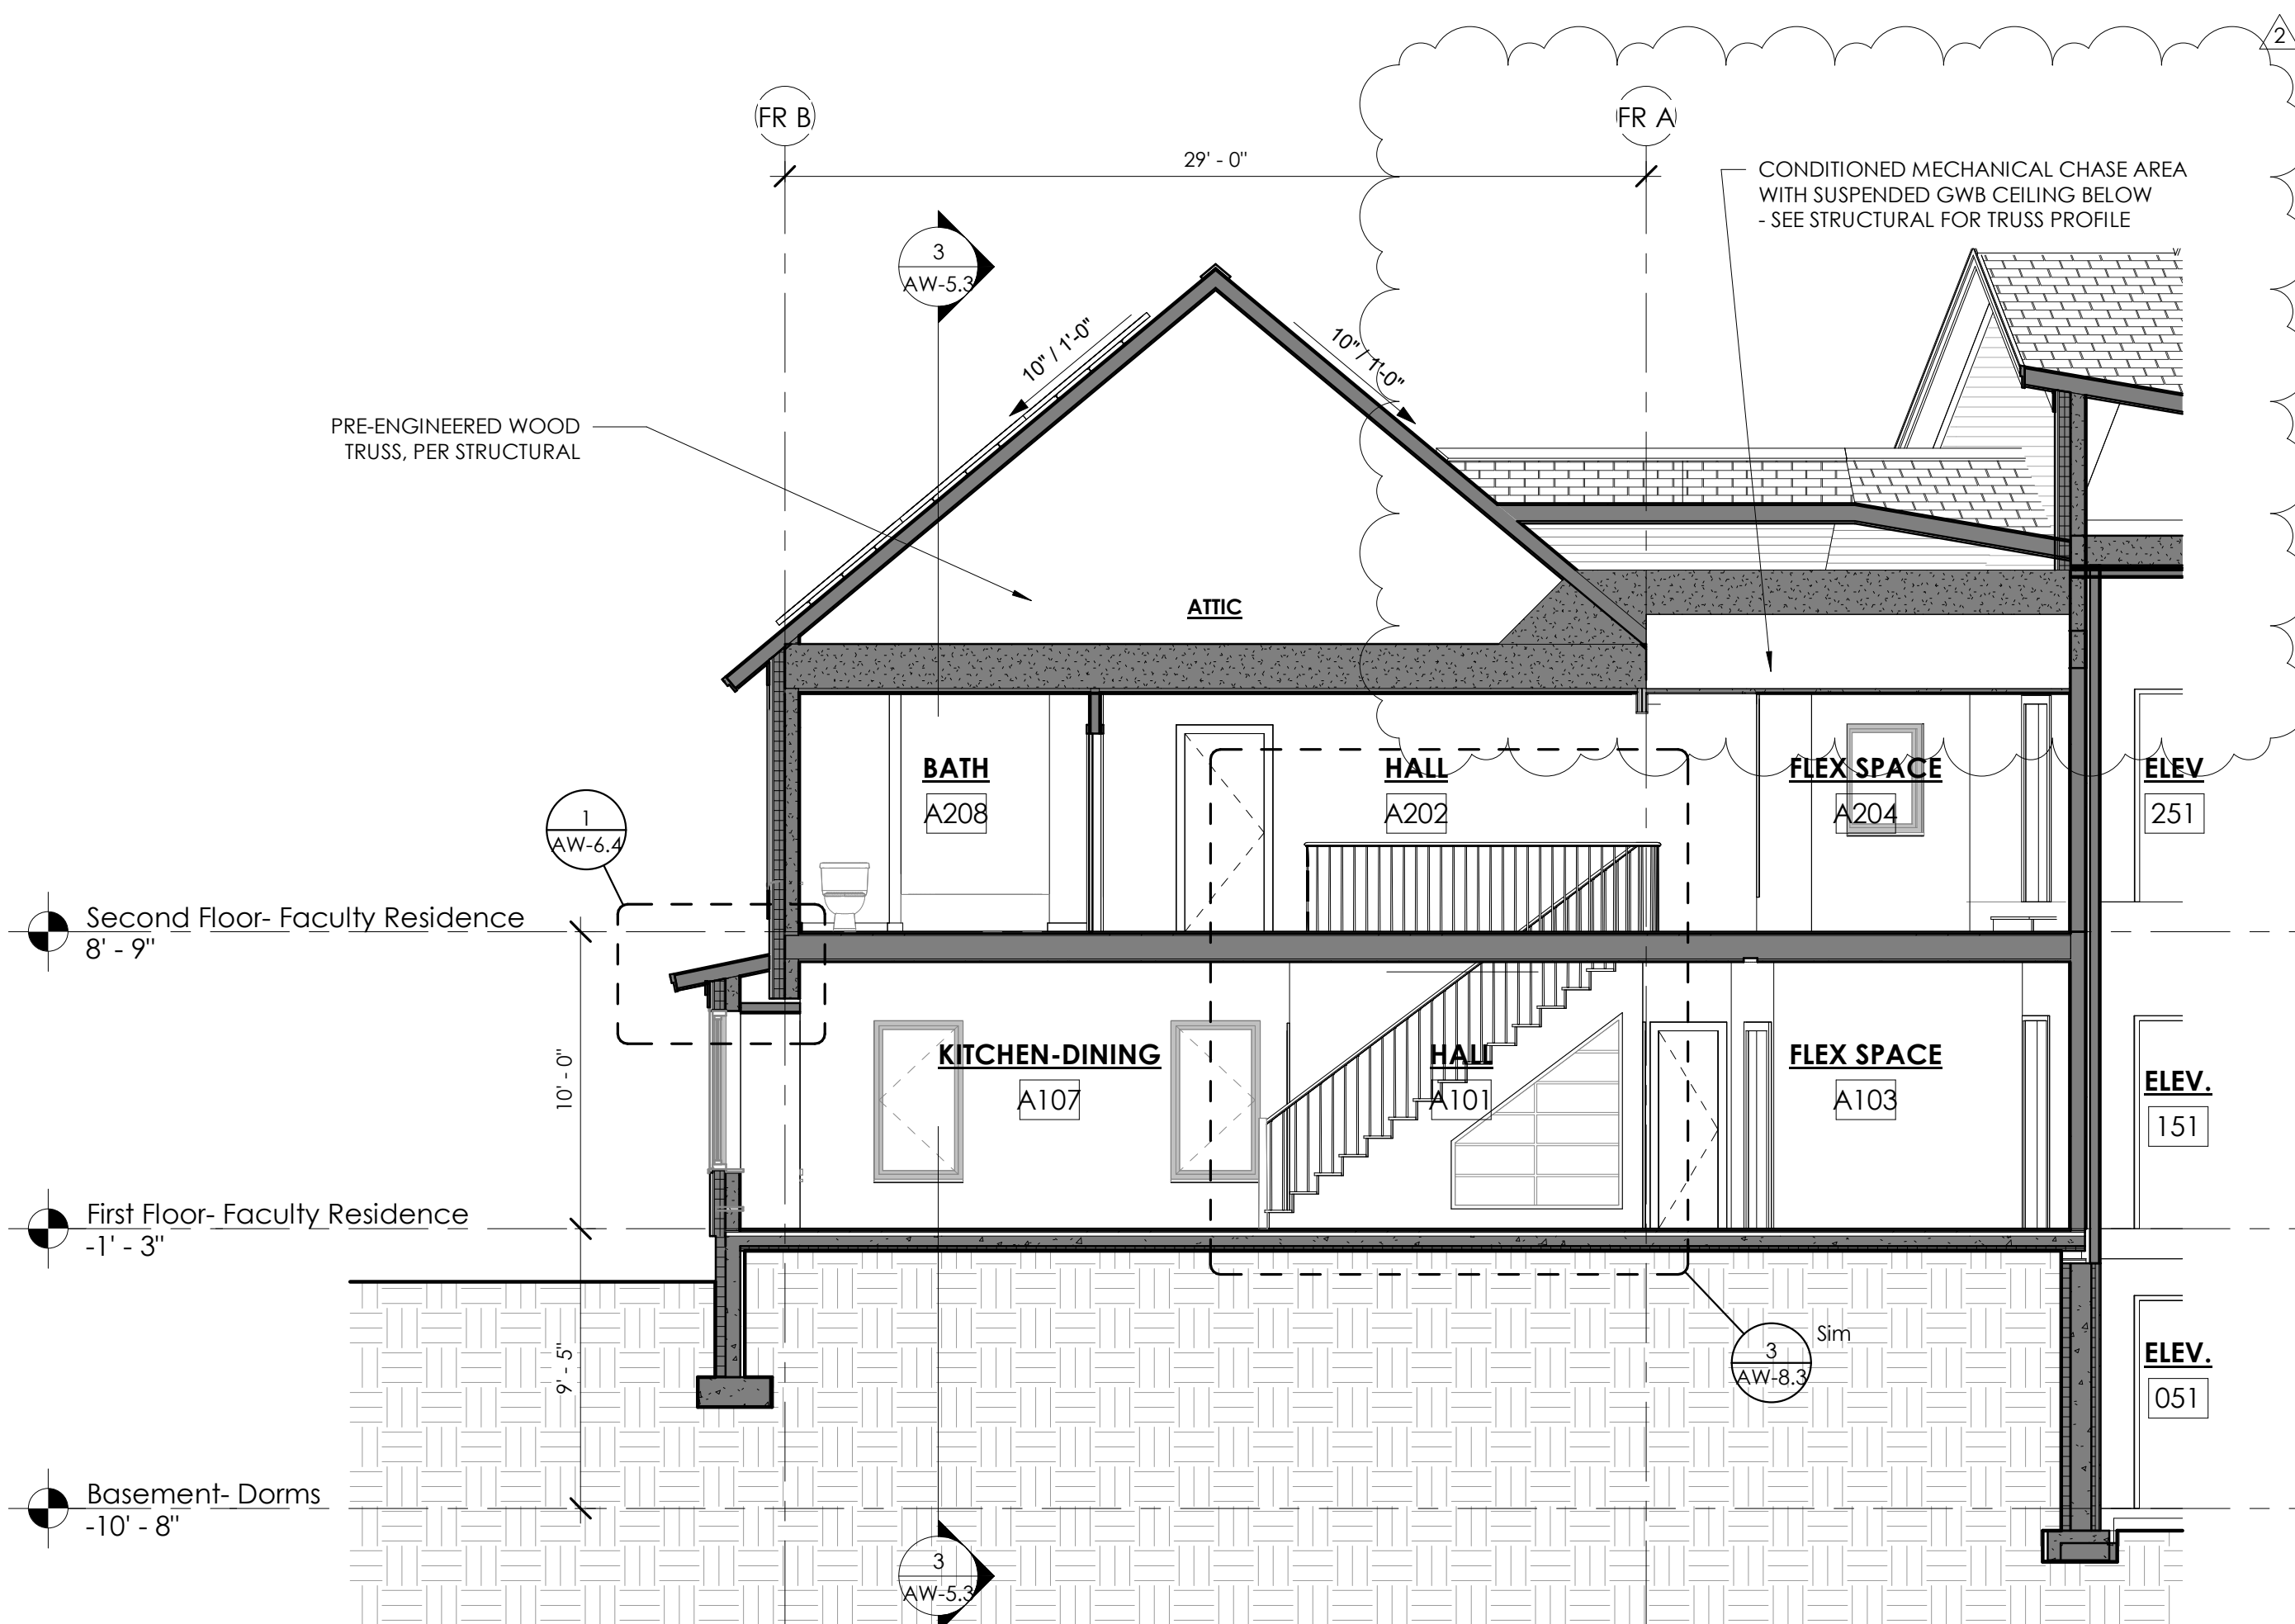 2
FR B
FR A
29' - 0"
CONDITIONED MECHANICAL CHASE AREA
WITH SUSPENDED GWB CEILING BELOW
- SEE STRUCTURAL FOR TRUSS PROFILE
3
AW-5.3
10" / 1'-0"
10" / 1'-0"
PRE-ENGINEERED WOOD
TRUSS, PER STRUCTURAL
ATTIC
BATH
A208
HALL
A202
FLEX SPACE
A204
ELEV
251
1
AW-6.4
Second Floor- Faculty Residence
8' - 9"
10' - 0"
KITCHEN-DINING
A107
HALL
A101
FLEX SPACE
A103
ELEV.
151
First Floor- Faculty Residence
-1' - 3"
9' - 5"
3
AW-8.3
Sim
ELEV.
051
Basement- Dorms
-10' - 8"
3
AW-5.3